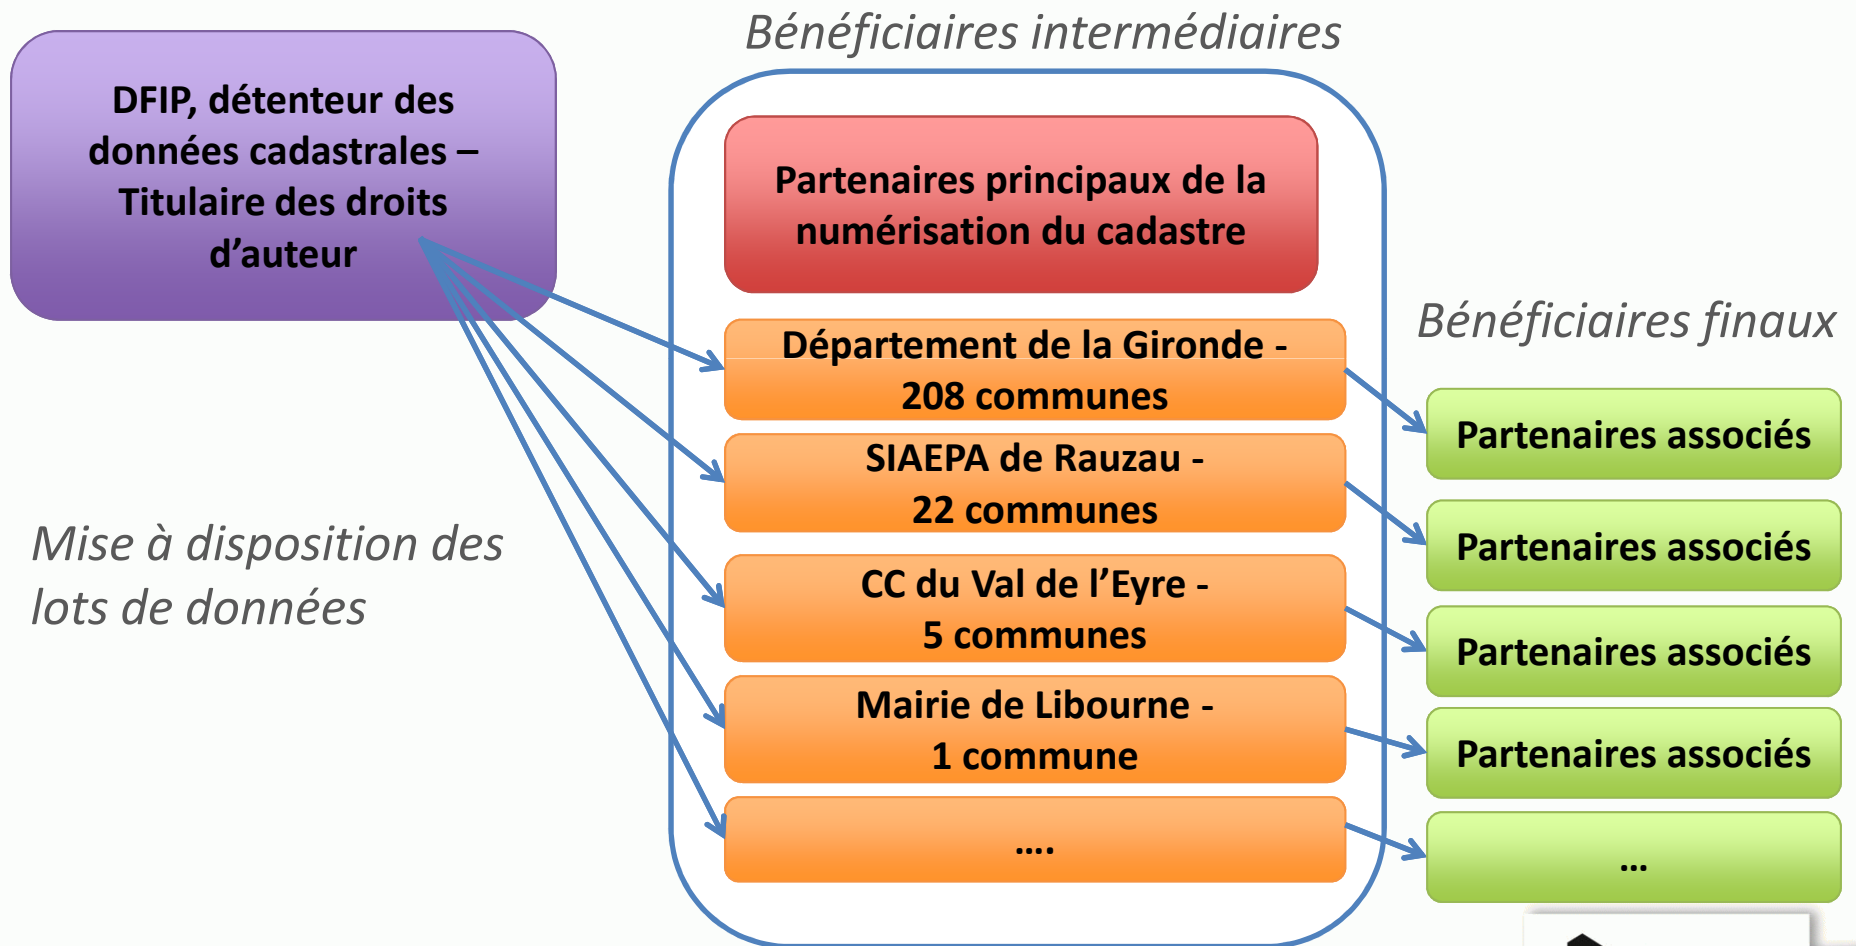 Bénéficiaires intermédiaires
DFIP, détenteur des
données cadastrales –
Titulaire des droits
d’auteur
Partenaires principaux de la
numérisation du cadastre
Département de la Gironde -
208 communes
SIAEPA de Rauzau -
22 communes
CC du Val de l’Eyre -
5 communes
Mairie de Libourne -
1 commune
....
Bénéficiaires finaux
Partenaires associés
Partenaires associés
Partenaires associés
Partenaires associés
...
Mise à disposition des
lots de données